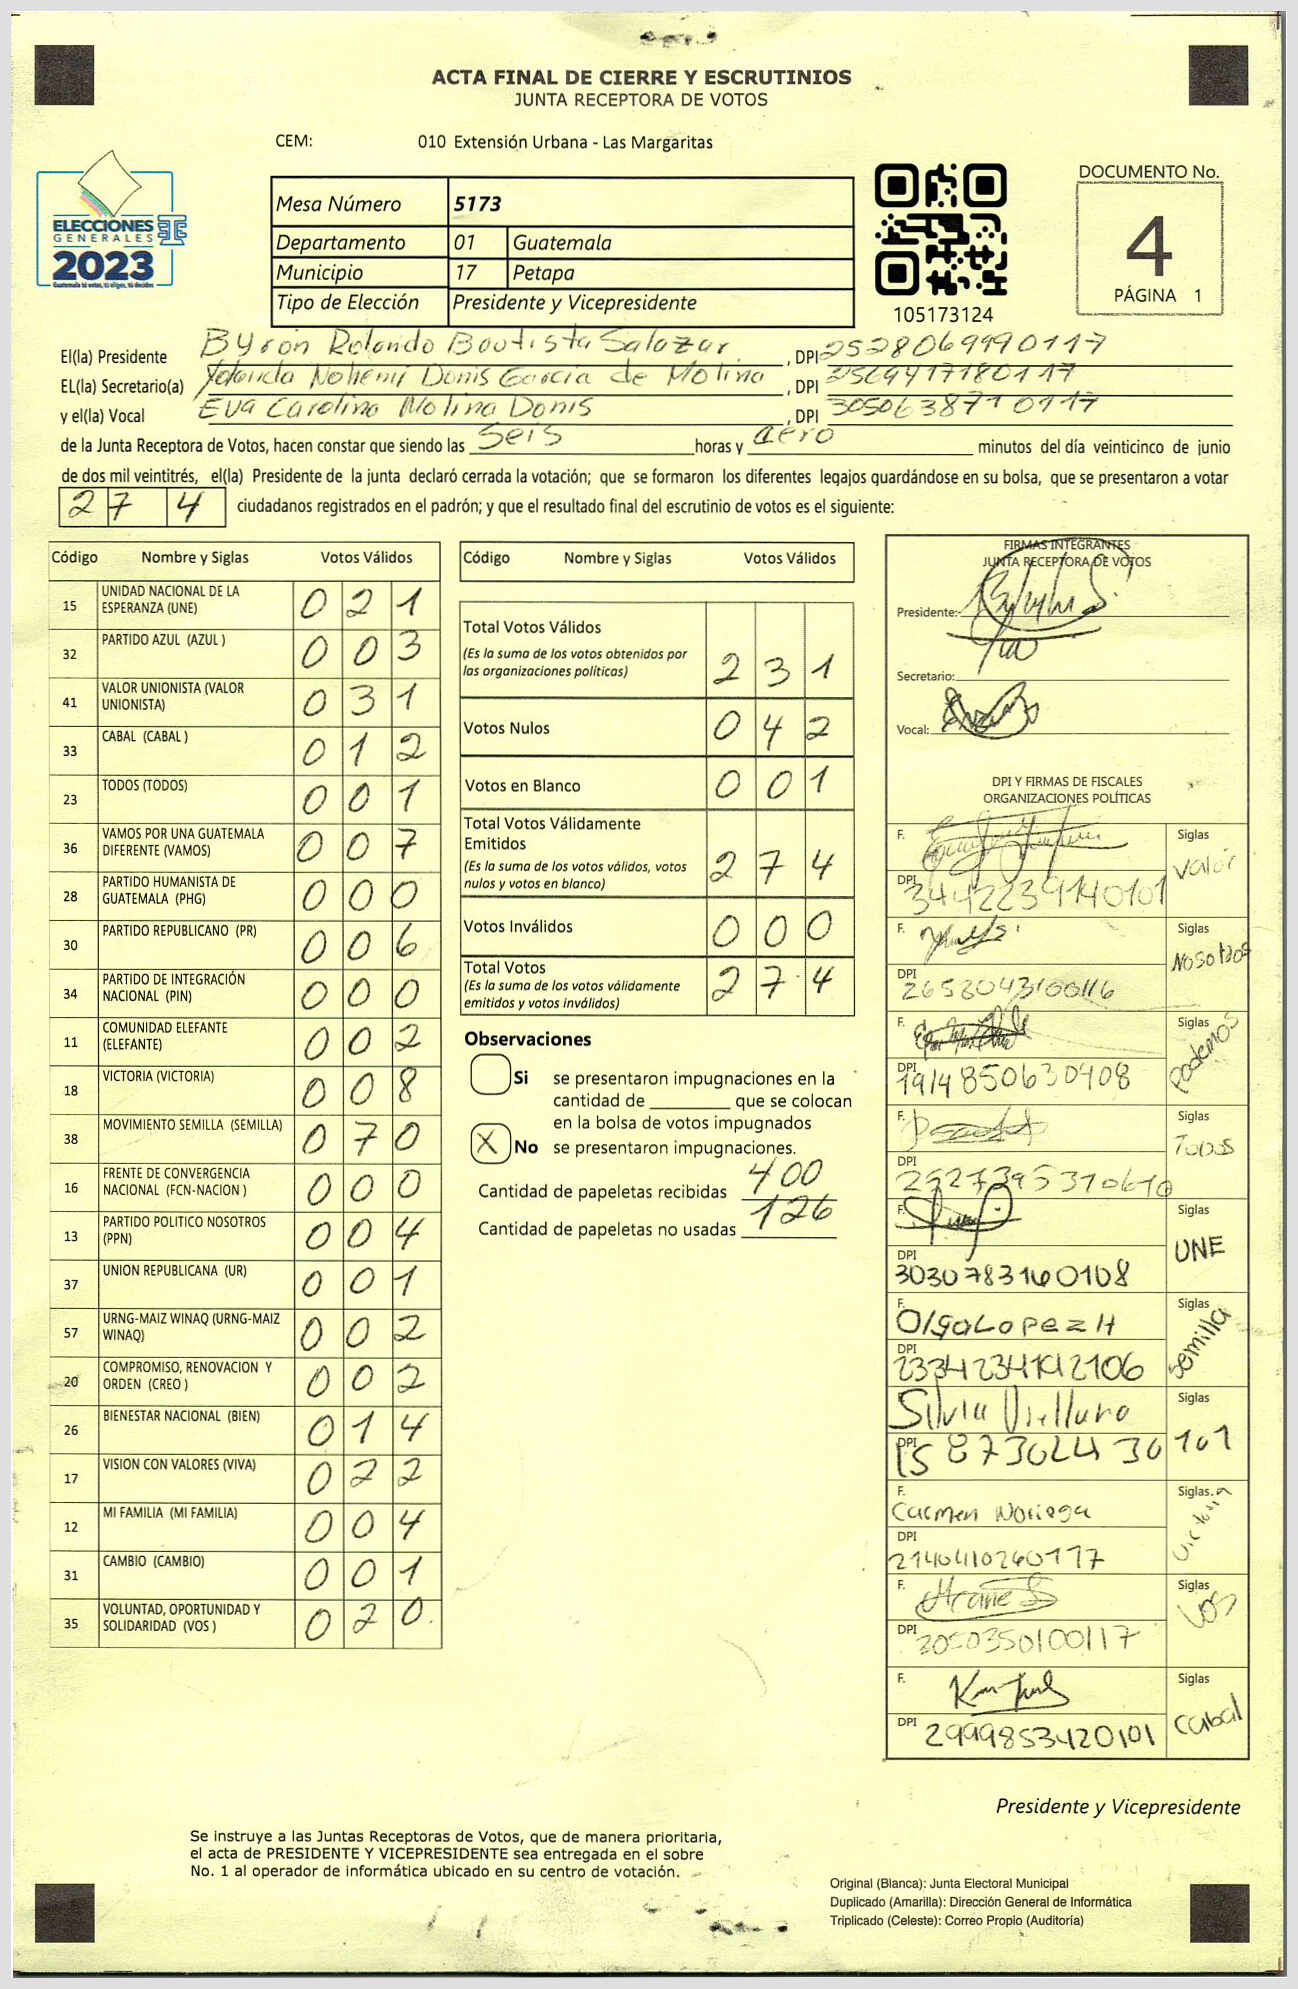 ACTA FINAL DE CIERRE Y ESCRUTINIOS
JUNTA RECEPTORA DE VOTOS
CEM: 010 Extensión Urbana - Las Margaritas
ELECCIONES
GENERALES
2023
Guatemala tú votas, tú eliges, tú decides
Mesa Número 5173
Departamento 01 Guatemala
Municipio 17 Petapa
Tipo de Elección Presidente y Vicepresidente
105173124
DOCUMENTO No.
4
PÁGINA 1
El(la) Presidente Byron Rolando Bautista Salazar, DPI 2528069990117
EL(la) Secretario(a) Yolanda Nohemí Donis García de Molina, DPI
y el(la) Vocal Eva Carolina Molina Donis, DPI 3050638710117
de la Junta Receptora de Votos, hacen constar que siendo las seis horas y cero minutos del día veinticinco de junio
de dos mil veintitrés, el(la) Presidente de la junta declaró cerrada la votación; que se formaron los diferentes legajos guardándose en su bolsa, que se presentaron a votar
2 7 4 ciudadanos registrados en el padrón; y que el resultado final del escrutinio de votos es el siguiente:
Código Nombre y Siglas Votos Válidos
15 UNIDAD NACIONAL DE LA ESPERANZA (UNE) 0 2 1
32 PARTIDO AZUL (AZUL ) 0 0 3
41 VALOR UNIONISTA (VALOR UNIONISTA) 0 3 1
33 CABAL (CABAL ) 0 1 2
23 TODOS (TODOS) 0 0 1
36 VAMOS POR UNA GUATEMALA DIFERENTE (VAMOS) 0 0 7
28 PARTIDO HUMANISTA DE GUATEMALA (PHG) 0 0 0
30 PARTIDO REPUBLICANO (PR) 0 0 6
34 PARTIDO DE INTEGRACIÓN NACIONAL (PIN) 0 0 0
11 COMUNIDAD ELEFANTE (ELEFANTE) 0 0 2
18 VICTORIA (VICTORIA) 0 0 8
38 MOVIMIENTO SEMILLA (SEMILLA) 0 7 0
16 FRENTE DE CONVERGENCIA NACIONAL (FCN-NACION ) 0 0 0
13 PARTIDO POLITICO NOSOTROS (PPN) 0 0 4
37 UNION REPUBLICANA (UR) 0 0 1
57 URNG-MAIZ WINAQ (URNG-MAIZ WINAQ) 0 0 2
20 COMPROMISO, RENOVACION Y ORDEN (CREO ) 0 0 2
26 BIENESTAR NACIONAL (BIEN) 0 1 4
17 VISION CON VALORES (VIVA) 0 2 2
12 MI FAMILIA (MI FAMILIA) 0 0 4
31 CAMBIO (CAMBIO) 0 0 1
35 VOLUNTAD, OPORTUNIDAD Y SOLIDARIDAD (VOS ) 0 2 0
Código Nombre y Siglas Votos Válidos
Total Votos Válidos
(Es la suma de los votos obtenidos por
las organizaciones políticas) 2 3 1
Votos Nulos 0 4 2
Votos en Blanco 0 0 1
Total Votos Válidamente
Emitidos
(Es la suma de los votos válidos, votos
nulos y votos en blanco) 2 7 4
Votos Inválidos 0 0 0
Total Votos
(Es la suma de los votos válidamente
emitidos y votos inválidos) 2 7 4
Observaciones
Si se presentaron impugnaciones en la
cantidad de ________ que se colocan
en la bolsa de votos impugnados
X No se presentaron impugnaciones.
Cantidad de papeletas recibidas 400
Cantidad de papeletas no usadas 126
FIRMAS INTEGRANTES
JUNTA RECEPTORA DE VOTOS
Presidente:
Secretario:
Vocal:
DPI Y FIRMAS DE FISCALES
ORGANIZACIONES POLÍTICAS
F. Siglas Valor
DPI 3442239140101
F. Siglas Nosotros
DPI 2658043100116
F. Siglas Podemos
DPI 1914850630408
F. Siglas Todos
DPI
F. Siglas UNE
DPI 3030783160108
F. Olga Lopez H Siglas Semilla
DPI 2334234192106
F. Silvia Siglas
DPI 15873024430101
F. Carmen Noriega Siglas Victoria
DPI 2140410260117
F. Siglas VOS
DPI 3050350100117
F. Siglas Cabal
DPI 2999853420101
Presidente y Vicepresidente
Se instruye a las Juntas Receptoras de Votos, que de manera prioritaria,
el acta de PRESIDENTE Y VICEPRESIDENTE sea entregada en el sobre
No. 1 al operador de informática ubicado en su centro de votación.
Original (Blanca): Junta Electoral Municipal
Duplicado (Amarilla): Dirección General de Informática
Triplicado (Celeste): Correo Propio (Auditoría)